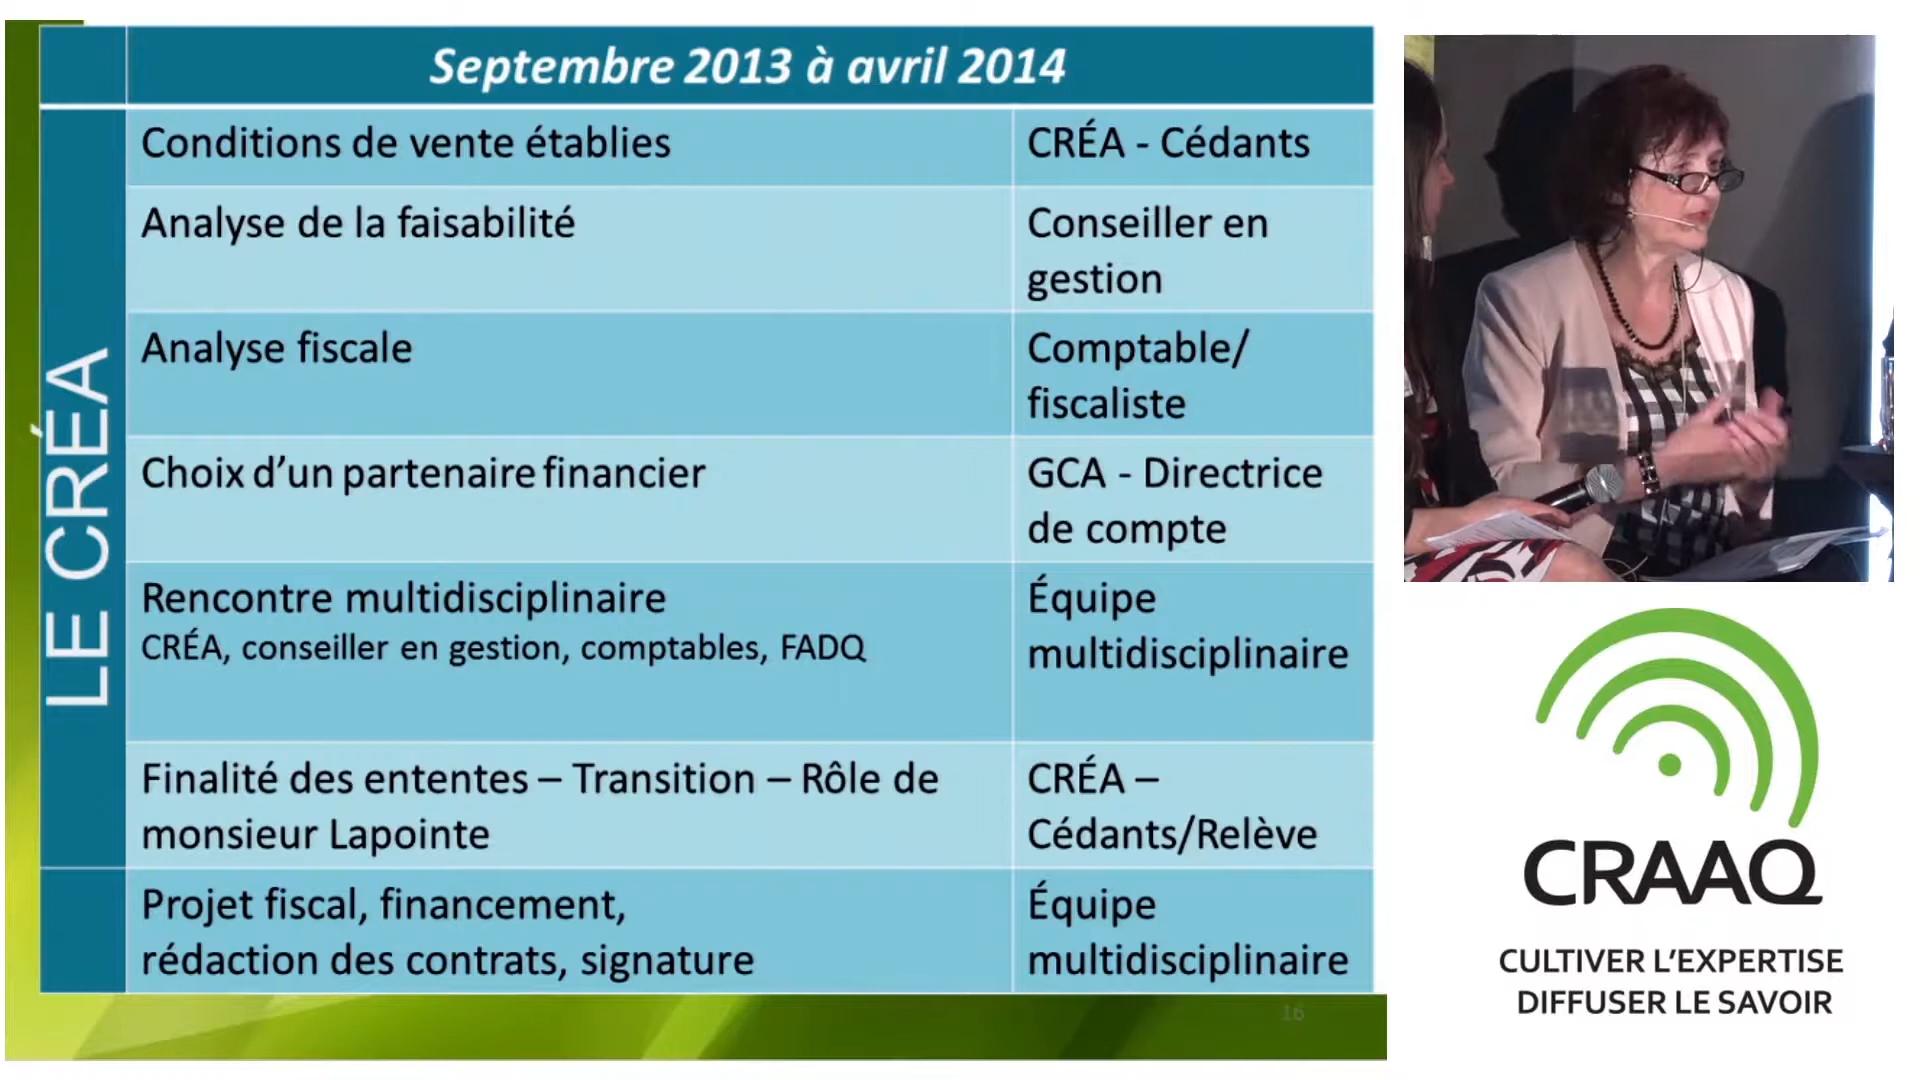 Septembre 2013 à avril 2014
LE CRÉA
Conditions de vente établies
CRÉA - Cédants
Analyse de la faisabilité
Conseiller en
gestion
Analyse fiscale
Comptable/
fiscaliste
Choix d'un partenaire financier
GCA - Directrice
de compte
Rencontre multidisciplinaire
CRÉA, conseiller en gestion, comptables, FADQ
Équipe
multidisciplinaire
Finalité des ententes – Transition – Rôle de
monsieur Lapointe
CRÉA –
Cédants/Relève
Projet fiscal, financement,
rédaction des contrats, signature
Équipe
multidisciplinaire
16
CRAAQ
CULTIVER L'EXPERTISE
DIFFUSER LE SAVOIR